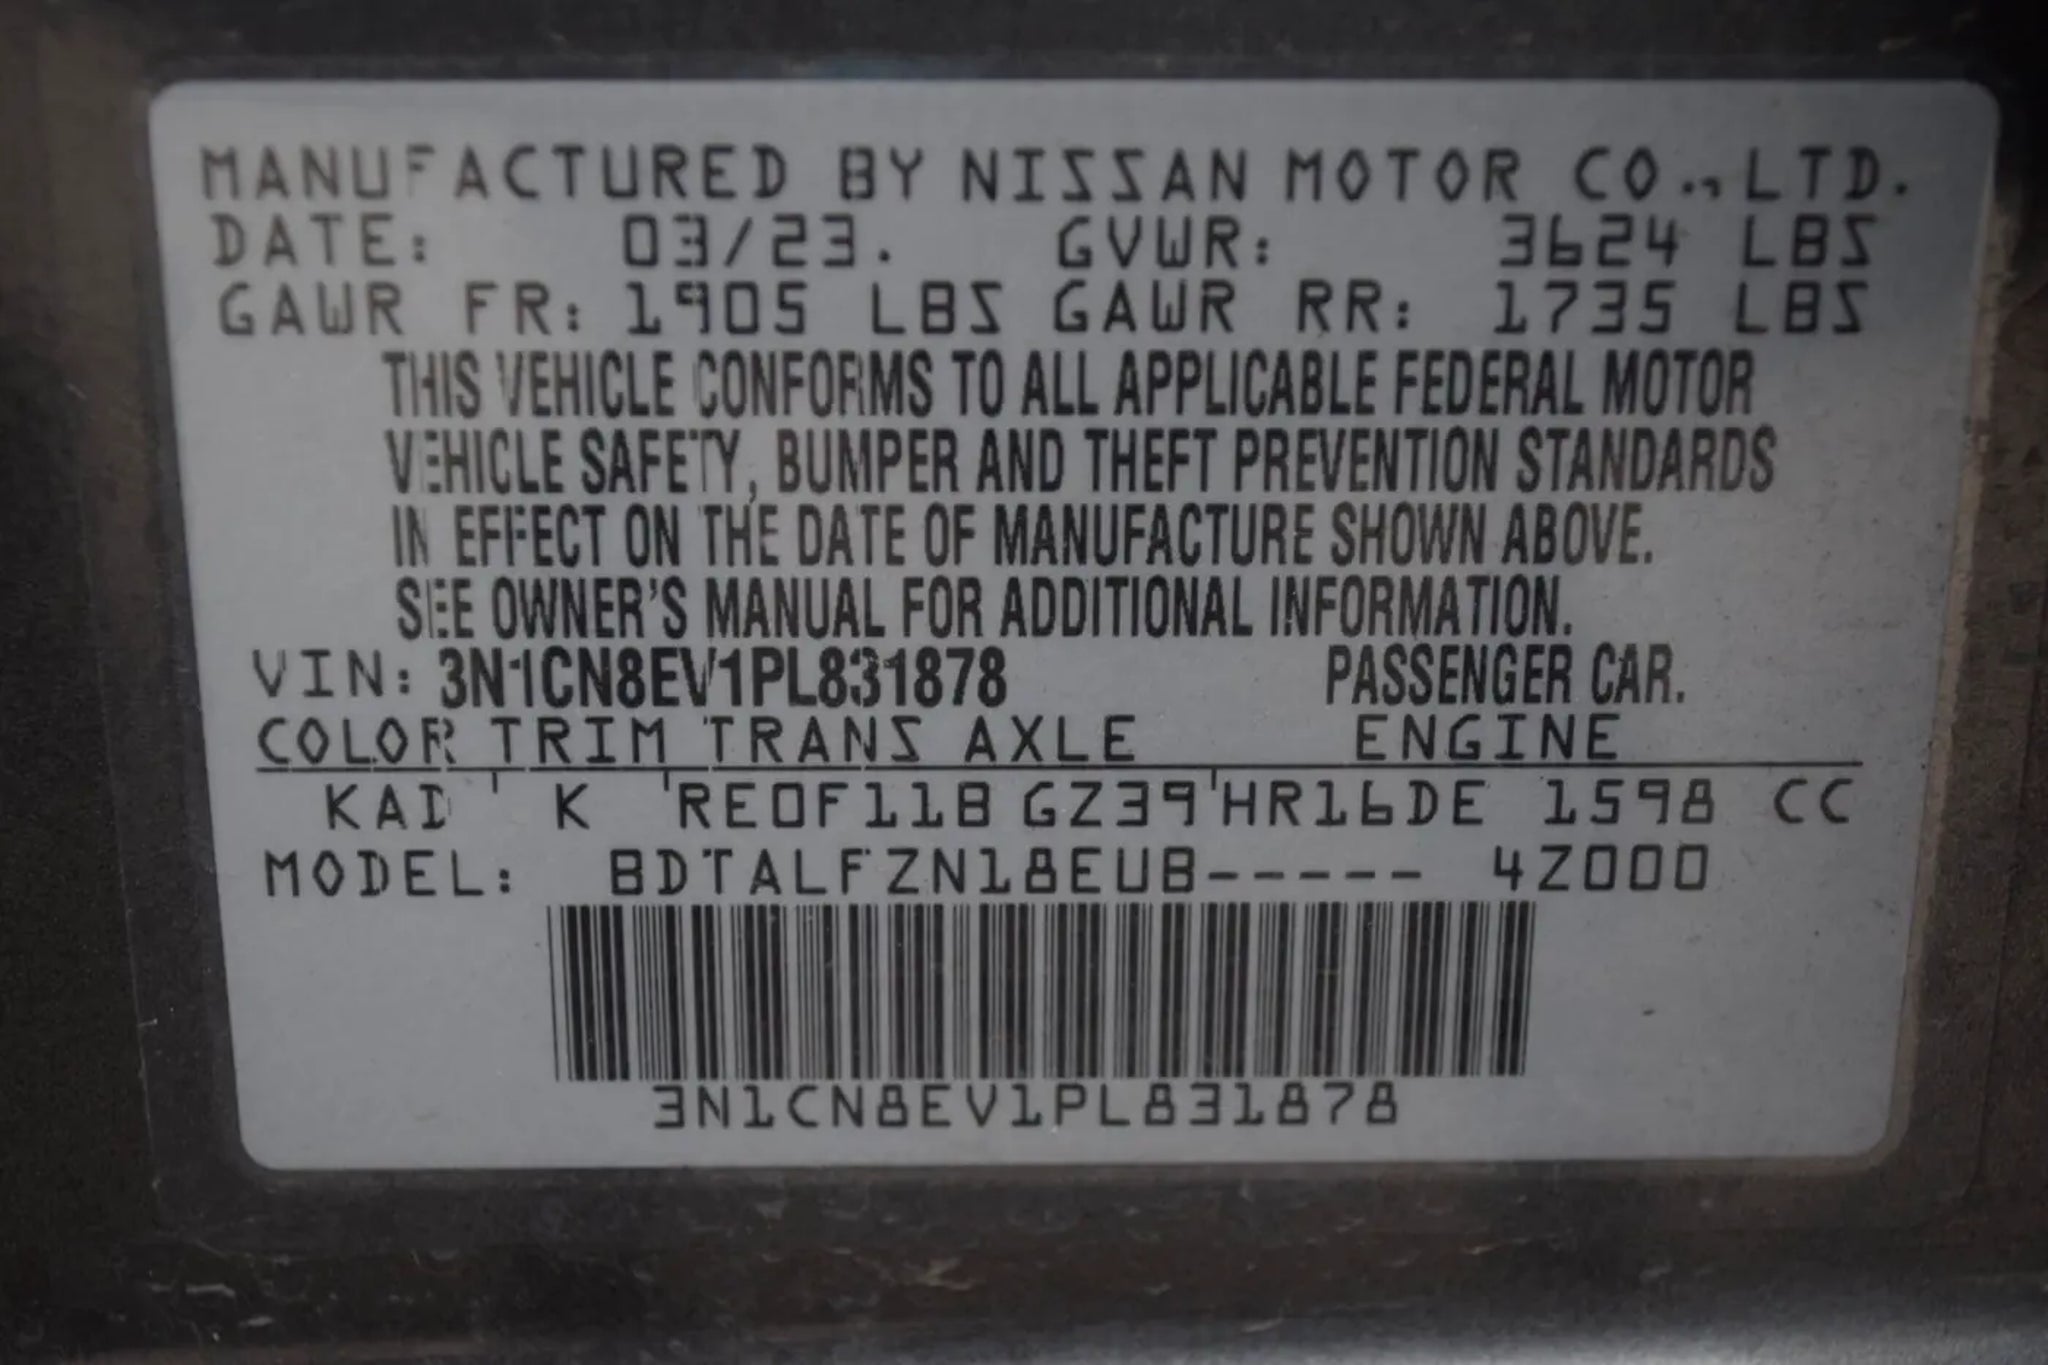 MANUFACTURED BY NISSAN MOTOR CO.,LTD.
DATE: 03/23. GVWR: 3624 LBS
GAWR FR: 1905 LBS GAWR RR: 1735 LBS
THIS VEHICLE CONFORMS TO ALL APPLICABLE FEDERAL MOTOR
VEHICLE SAFETY, BUMPER AND THEFT PREVENTION STANDARDS
IN EFFECT ON THE DATE OF MANUFACTURE SHOWN ABOVE.
SEE OWNER'S MANUAL FOR ADDITIONAL INFORMATION.
VIN: 3N1CN8EV1PL831878 PASSENGER CAR.
COLOR TRIM TRANS AXLE ENGINE
KAD K RE0F11B GZ39 HR16DE 1598 CC
MODEL: BDTALFZN18EUB----- 4Z000
3N1CN8EV1PL831878